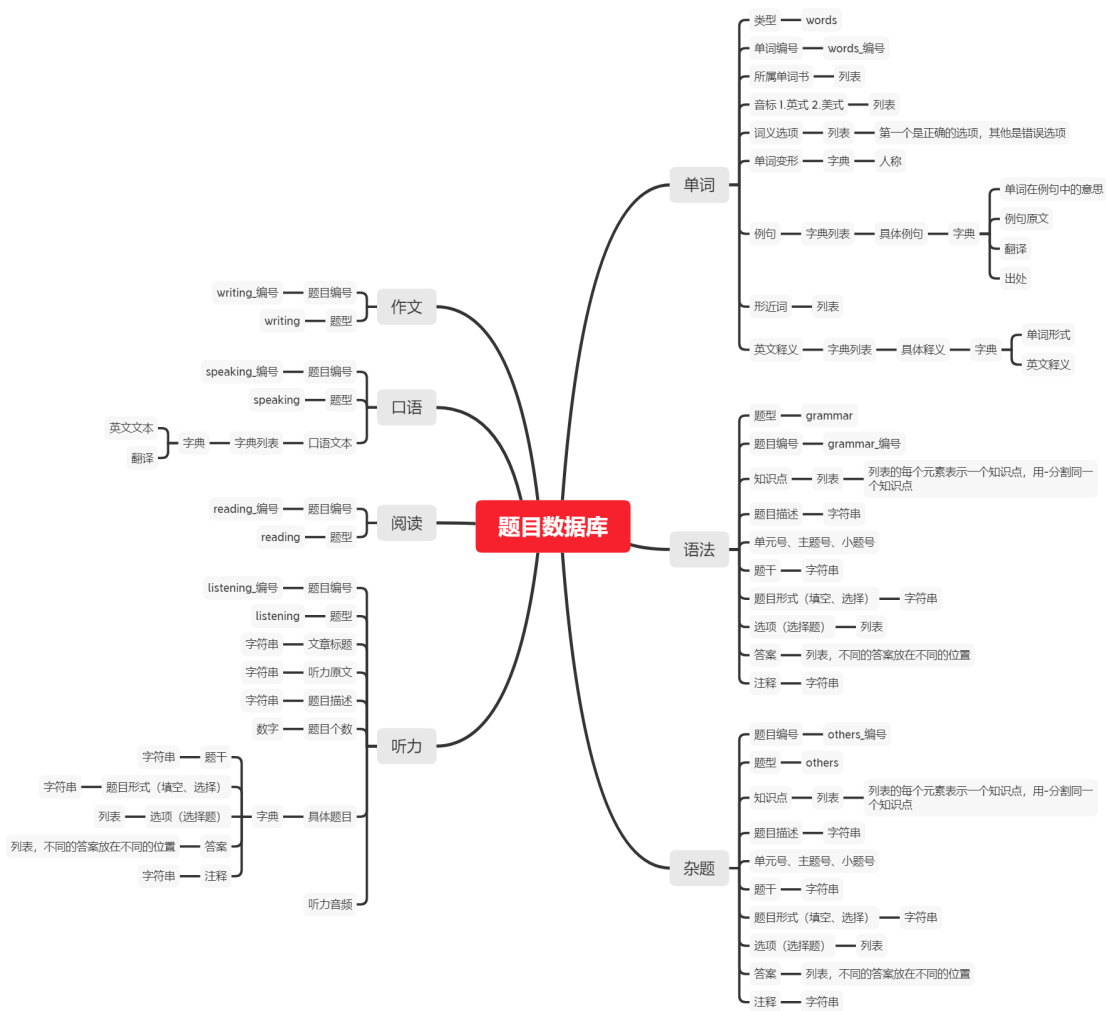 题目数据库
单词
类型
words
单词编号
words_编号
所属单词书
列表
音标 1.英式 2.美式
列表
词义选项
列表
第一个是正确的选项，其他是错误选项
单词变形
字典
人称
例句
字典列表
具体例句
字典
单词在例句中的意思
例句原文
翻译
出处
形近词
列表
英文释义
字典列表
具体释义
字典
单词形式
英文释义
语法
题型
grammar
题目编号
grammar_编号
知识点
列表
列表的每个元素表示一个知识点，用-分割同一
个知识点
题目描述
字符串
单元号、主题号、小题号
题干
字符串
题目形式（填空、选择）
字符串
选项（选择题）
列表
答案
列表，不同的答案放在不同的位置
注释
字符串
杂题
题目编号
others_编号
题型
others
知识点
列表
列表的每个元素表示一个知识点，用-分割同一
个知识点
题目描述
字符串
单元号、主题号、小题号
题干
字符串
题目形式（填空、选择）
字符串
选项（选择题）
列表
答案
列表，不同的答案放在不同的位置
注释
字符串
作文
题目编号
writing_编号
题型
writing
口语
题目编号
speaking_编号
题型
speaking
口语文本
字典列表
字典
英文文本
翻译
阅读
题目编号
reading_编号
题型
reading
听力
题目编号
listening_编号
题型
listening
文章标题
字符串
听力原文
字符串
题目描述
字符串
题目个数
数字
具体题目
字典
题干
字符串
题目形式（填空、选择）
字符串
选项（选择题）
列表
答案
列表，不同的答案放在不同的位置
注释
字符串
听力音频